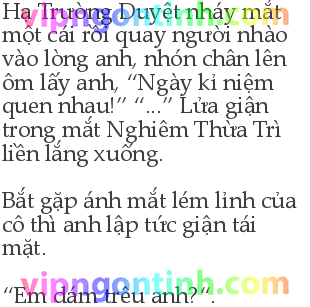 Hạ Trường Duyệt nháy mắt
một cái rồi quay người nhào
vào lòng anh, nhón chân lên
ôm lấy anh, “Ngày kỉ niệm
quen nhau!” “...” Lửa giận
trong mắt Nghiêm Thừa Trì
liền lắng xuống.
Bắt gặp ánh mắt lém lỉnh của
cô thì anh lập tức giận tái
mặt.
“Em dám trêu anh?“.
vipngontinh.com
vipngontinh.com